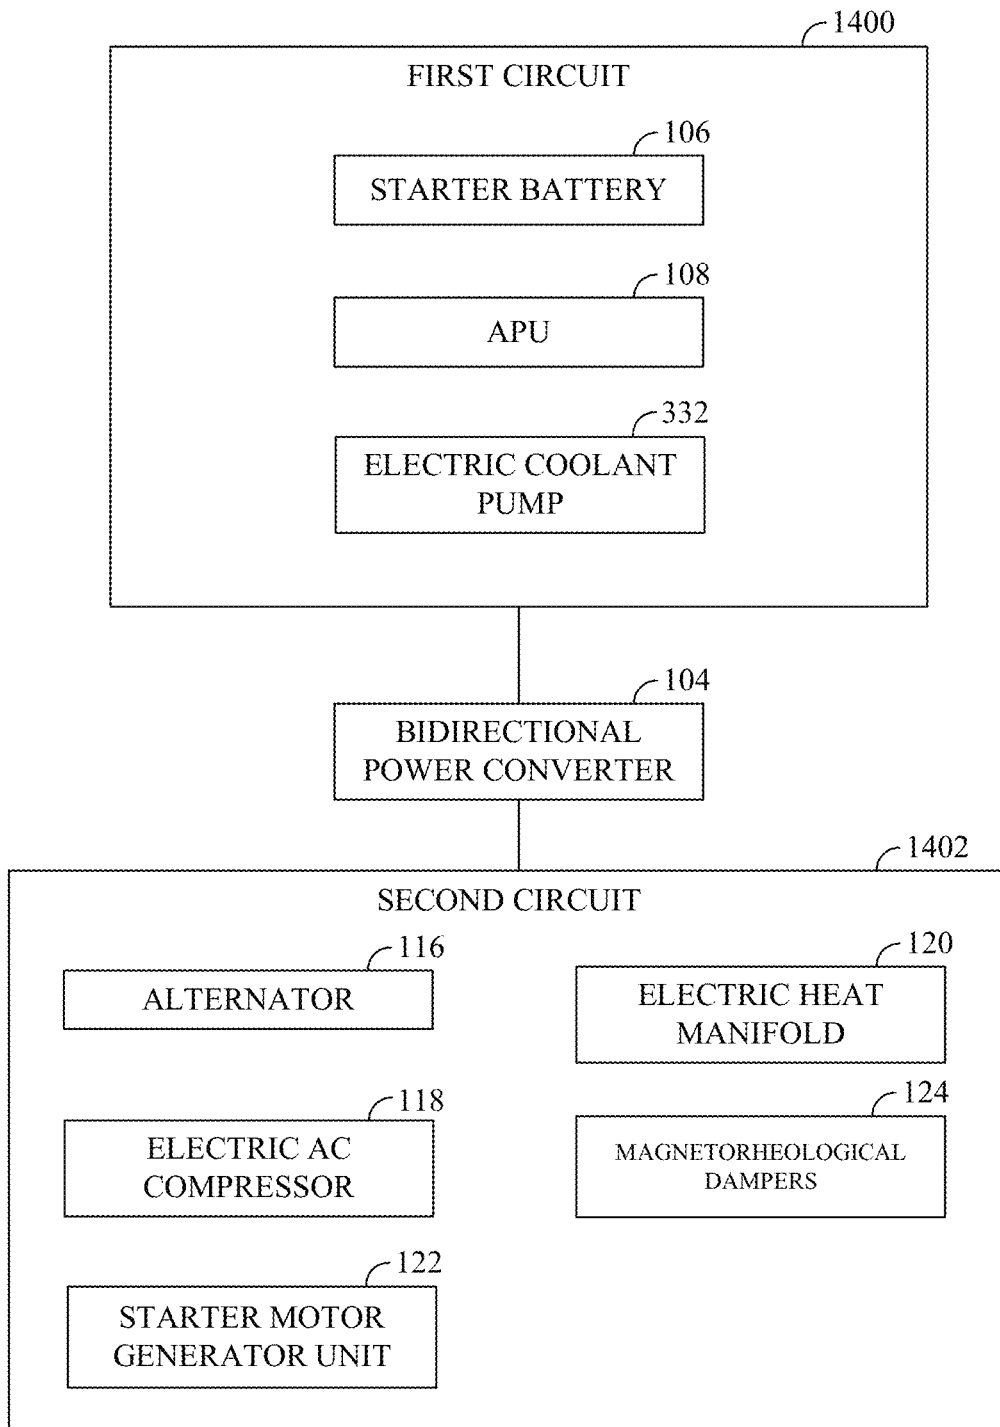 1400
FIRST CIRCUIT
106
STARTER BATTERY
108
APU
332
ELECTRIC COOLANT
PUMP
104
BIDIRECTIONAL
POWER CONVERTER
1402
SECOND CIRCUIT
116
ALTERNATOR
120
ELECTRIC HEAT
MANIFOLD
118
ELECTRIC AC
COMPRESSOR
124
MAGNETORHEOLOGICAL
DAMPERS
122
STARTER MOTOR
GENERATOR UNIT